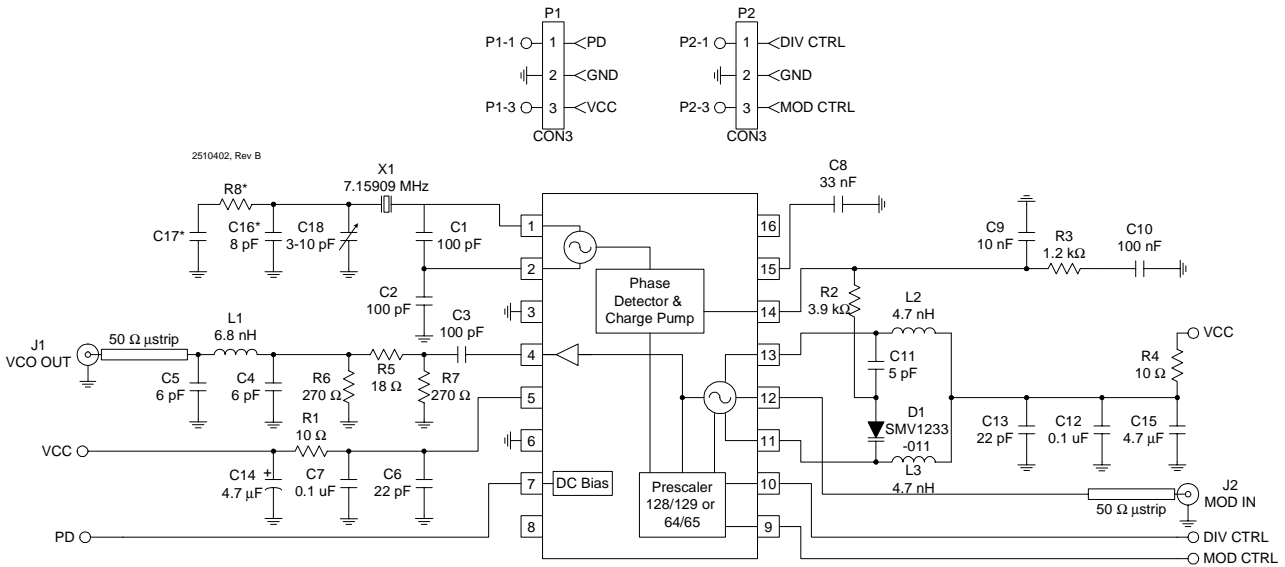 P1
P1-1 1 PD
2 GND
P1-3 3 VCC
CON3
P2
P2-1 1 DIV CTRL
2 GND
P2-3 3 MOD CTRL
CON3
2510402, Rev B
X1
7.15909 MHz
R8*
C17*
C16*
8 pF
C18
3-10 pF
C1
100 pF
C2
100 pF
C3
100 pF
J1
VCO OUT
50 Ω µstrip
L1
6.8 nH
C5
6 pF
C4
6 pF
R6
270 Ω
R5
18 Ω
R7
270 Ω
R1
10 Ω
VCC
C14
4.7 µF
+
C7
0.1 uF
C6
22 pF
PD
1
2
3
4
5
6
7
8
Phase
Detector &
Charge Pump
DC Bias
Prescaler
128/129 or
64/65
16
15
14
13
12
11
10
9
C8
33 nF
C9
10 nF
R3
1.2 kΩ
C10
100 nF
R2
3.9 kΩ
L2
4.7 nH
C11
5 pF
D1
SMV1233
-011
L3
4.7 nH
VCC
R4
10 Ω
C13
22 pF
C12
0.1 uF
C15
4.7 µF
J2
MOD IN
50 Ω µstrip
DIV CTRL
MOD CTRL